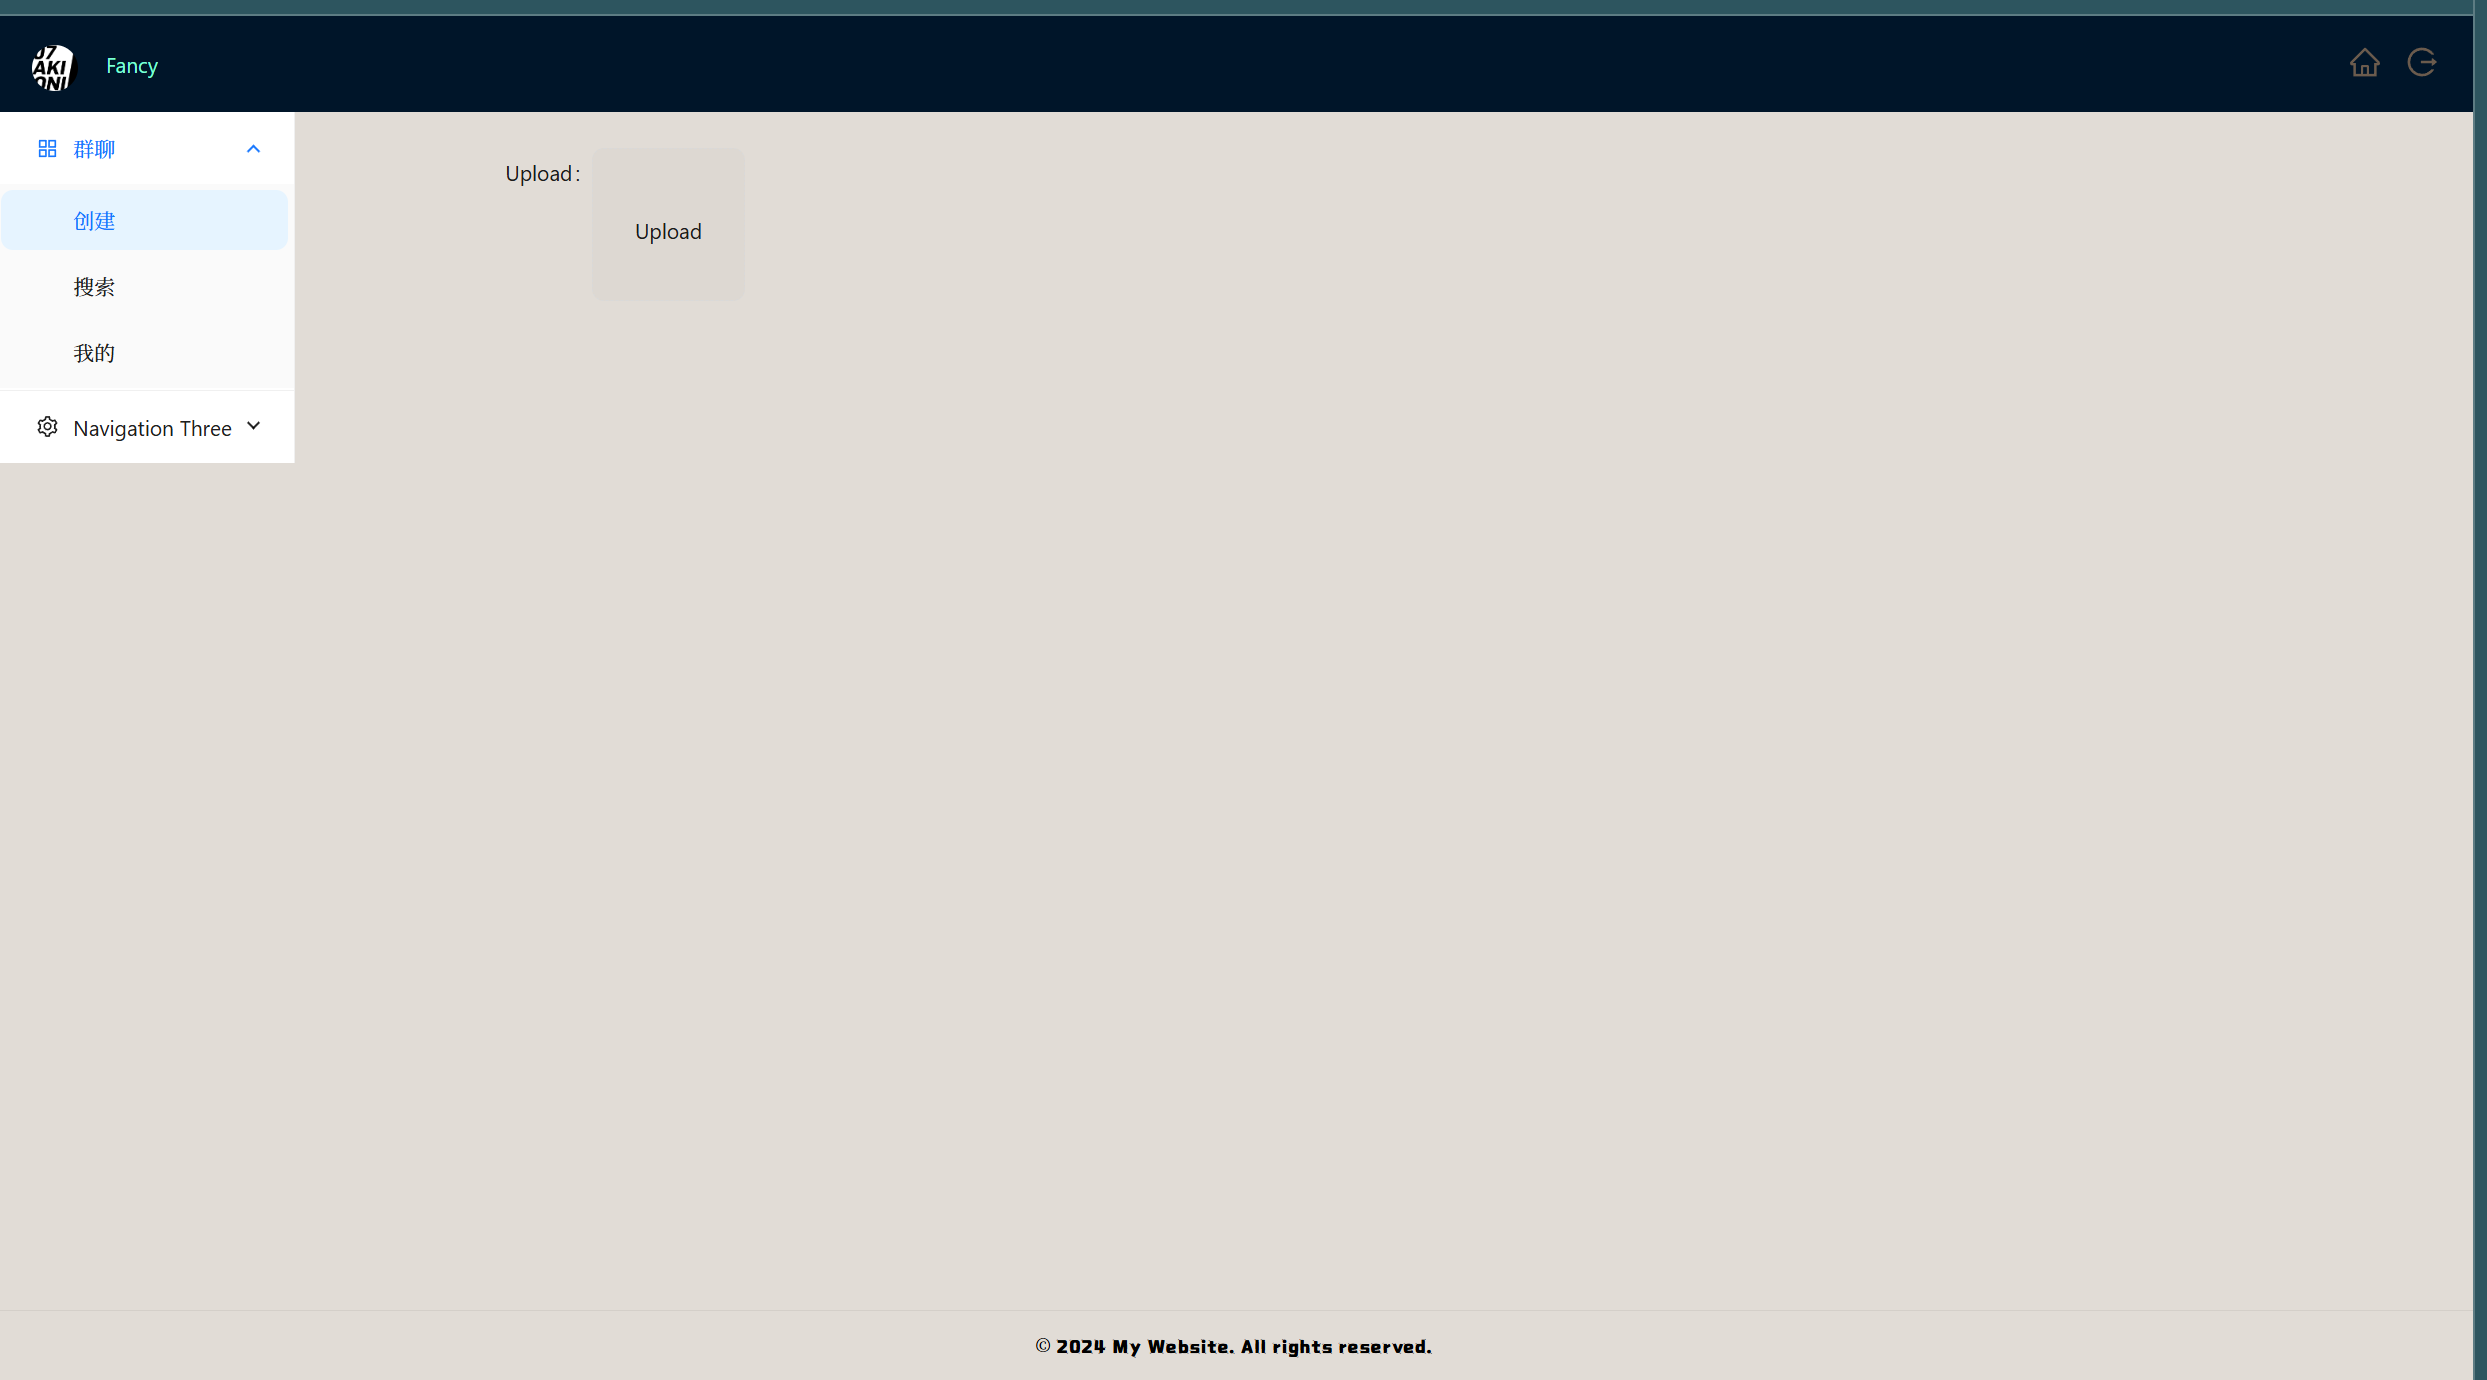 J7
AKI
ONI
Fancy
群聊
创建
搜索
我的
Navigation Three
Upload :
Upload
© 2024 My Website. All rights reserved.